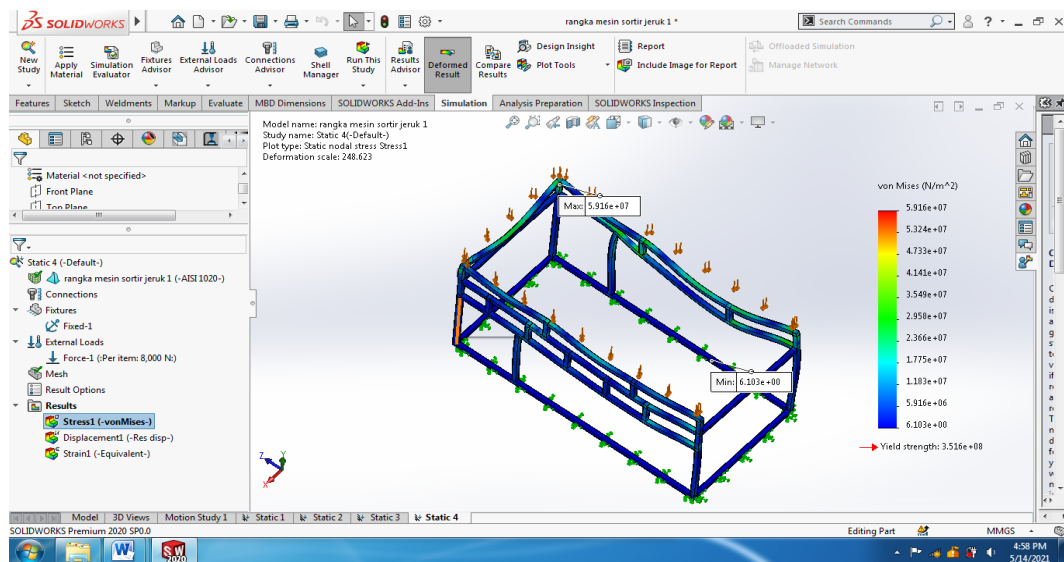 SOLIDWORKS
rangka mesin sortir jeruk 1 *
Search Commands
New Study
Apply Material
Simulation Evaluator
Fixtures Advisor
External Loads Advisor
Connections Advisor
Shell Manager
Run This Study
Results Advisor
Deformed Result
Compare Results
Design Insight
Plot Tools
Report
Include Image for Report
Offloaded Simulation
Manage Network
Features Sketch Weldments Markup Evaluate MBD Dimensions SOLIDWORKS Add-Ins Simulation Analysis Preparation SOLIDWORKS Inspection
Model name: rangka mesin sortir jeruk 1
Study name: Static 4(-Default-)
Plot type: Static nodal stress Stress1
Deformation scale: 248.623
Material <not specified>
Front Plane
Top Plane
Static 4 (-Default-)
rangka mesin sortir jeruk 1 (-AISI 1020-)
Connections
Fixtures
Fixed-1
External Loads
Force-1 (:Per item: 8,000 N:)
Mesh
Result Options
Results
Stress1 (-vonMises-)
Displacement1 (-Res disp-)
Strain1 (-Equivalent-)
Max: 5.916e+07
Min: 6.103e+00
von Mises (N/m^2)
5.916e+07
5.324e+07
4.733e+07
4.141e+07
3.549e+07
2.958e+07
2.366e+07
1.775e+07
1.183e+07
5.916e+06
6.103e+00
Yield strength: 3.516e+08
Z Y X
Model 3D Views Motion Study 1 Static 1 Static 2 Static 3 Static 4
SOLIDWORKS Premium 2020 SP0.0
Editing Part
MMGS
4:58 PM
5/14/2021